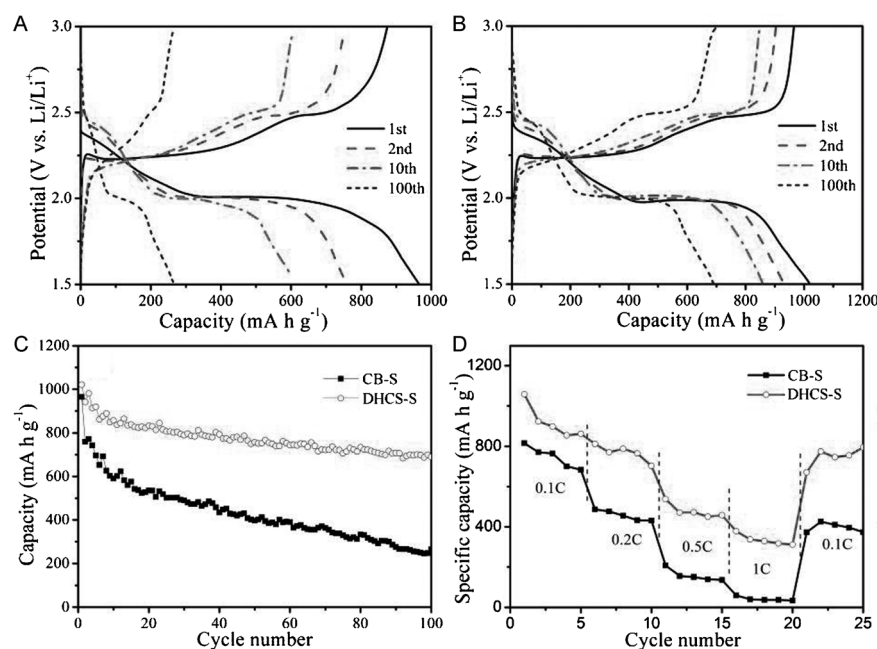 A
3.0
2.5
2.0
1.5
Potential (V vs. Li/Li⁺)
1st
2nd
10th
100th
0 200 400 600 800 1000
Capacity (mA h g⁻¹)
B
3.0
2.5
2.0
1.5
Potential (V vs. Li/Li⁺)
1st
2nd
10th
100th
0 200 400 600 800 1000 1200
Capacity (mA h g⁻¹)
C
1200
1000
800
600
400
200
0
Capacity (mA h g⁻¹)
CB-S
DHCS-S
0 20 40 60 80 100
Cycle number
D
1200
800
400
0
Specific capacity (mA h g⁻¹)
CB-S
DHCS-S
0.1C
0.2C
0.5C
1C
0.1C
0 5 10 15 20 25
Cycle number